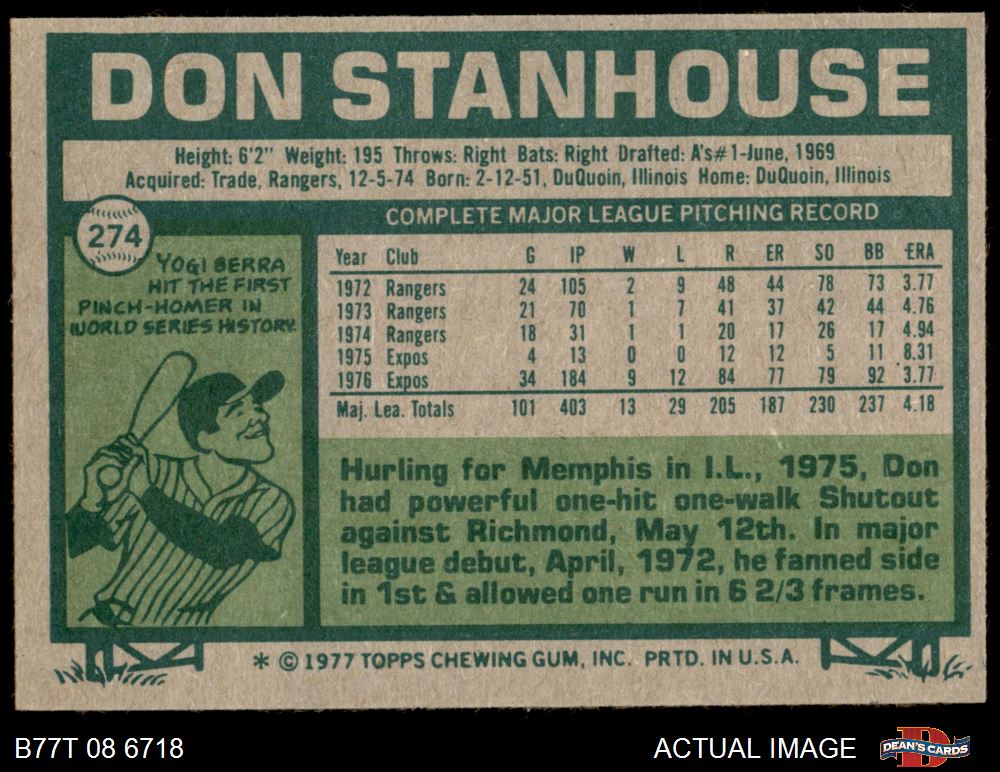 DON STANHOUSE
Height: 6'2" Weight: 195 Throws: Right Bats: Right Drafted: A's#1-June, 1969
Acquired: Trade, Rangers, 12-5-74 Born: 2-12-51, DuQuoin, Illinois Home: DuQuoin, Illinois
274
YOGI BERRA
HIT THE FIRST
PINCH-HOMER IN
WORLD SERIES HISTORY.
COMPLETE MAJOR LEAGUE PITCHING RECORD
Year Club G IP W L R ER SO BB ERA
1972 Rangers 24 105 2 9 48 44 78 73 3.77
1973 Rangers 21 70 1 7 41 37 42 44 4.76
1974 Rangers 18 31 1 1 20 17 26 17 4.94
1975 Expos 4 13 0 0 12 12 5 11 8.31
1976 Expos 34 184 9 12 84 77 79 92 3.77
Maj. Lea. Totals 101 403 13 29 205 187 230 237 4.18
Hurling for Memphis in I.L., 1975, Don
had powerful one-hit one-walk Shutout
against Richmond, May 12th. In major
league debut, April, 1972, he fanned side
in 1st & allowed one run in 6 2/3 frames.
* © 1977 TOPPS CHEWING GUM, INC. PRTD. IN U.S.A.
B77T 08 6718
ACTUAL IMAGE
D
DEAN'S CARDS